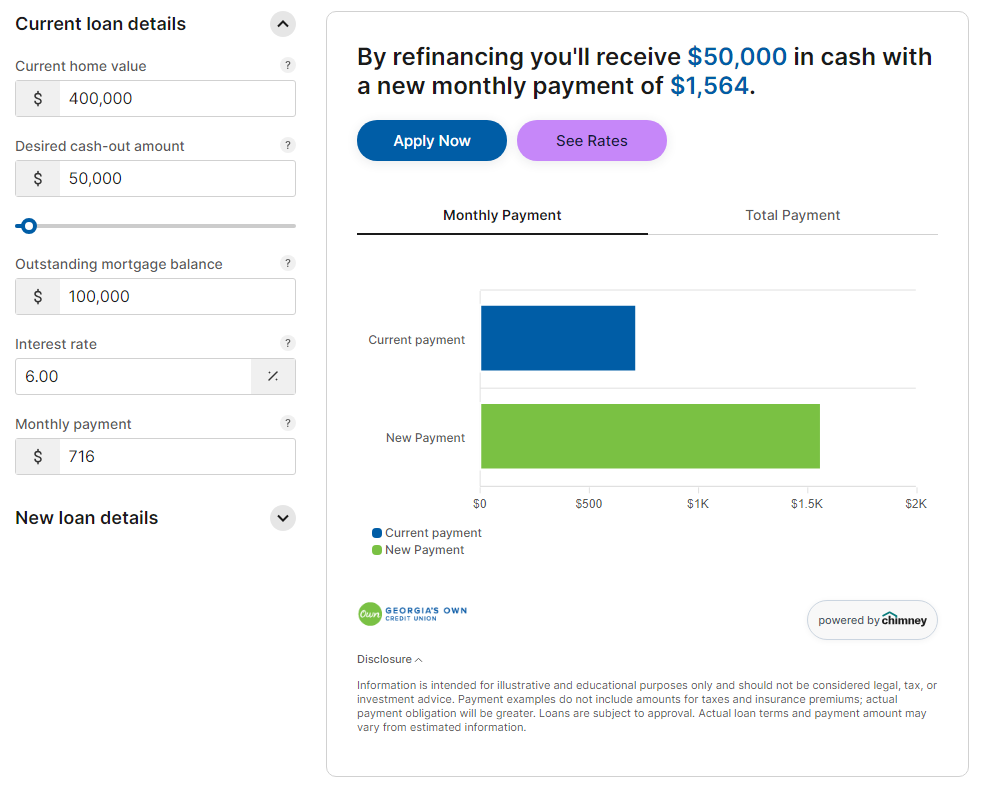 Current loan details
Current home value ?
$ 400,000
Desired cash-out amount ?
$ 50,000
Outstanding mortgage balance ?
$ 100,000
Interest rate ?
6.00 ٪
Monthly payment ?
$ 716
New loan details
By refinancing you'll receive $50,000 in cash with
a new monthly payment of $1,564.
Apply Now See Rates
Monthly Payment Total Payment
Current payment
New Payment
$0 $500 $1K $1.5K $2K
Current payment
New Payment
Own GEORGIA'S OWN
CREDIT UNION
powered by chimney
Disclosure
Information is intended for illustrative and educational purposes only and should not be considered legal, tax, or
investment advice. Payment examples do not include amounts for taxes and insurance premiums; actual
payment obligation will be greater. Loans are subject to approval. Actual loan terms and payment amount may
vary from estimated information.